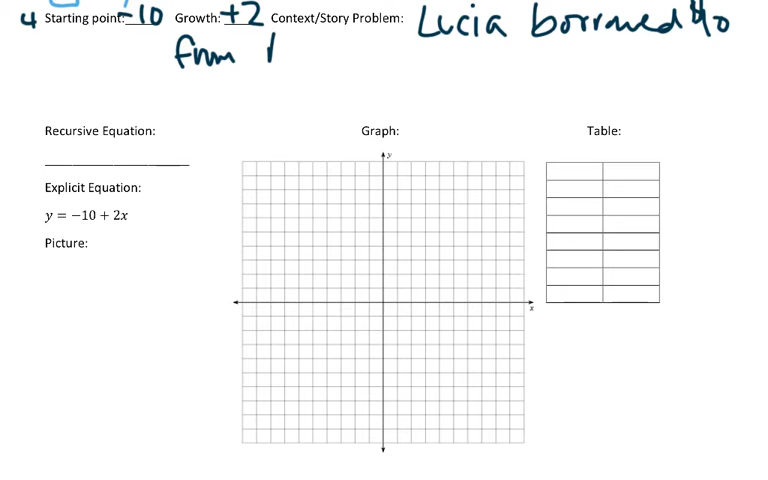 4 Starting point: -10 Growth: +2 Context/Story Problem: Lucia borrowed $10
from
Recursive Equation:
Graph:
Table:
Explicit Equation:
y = −10 + 2x
Picture:
y
x